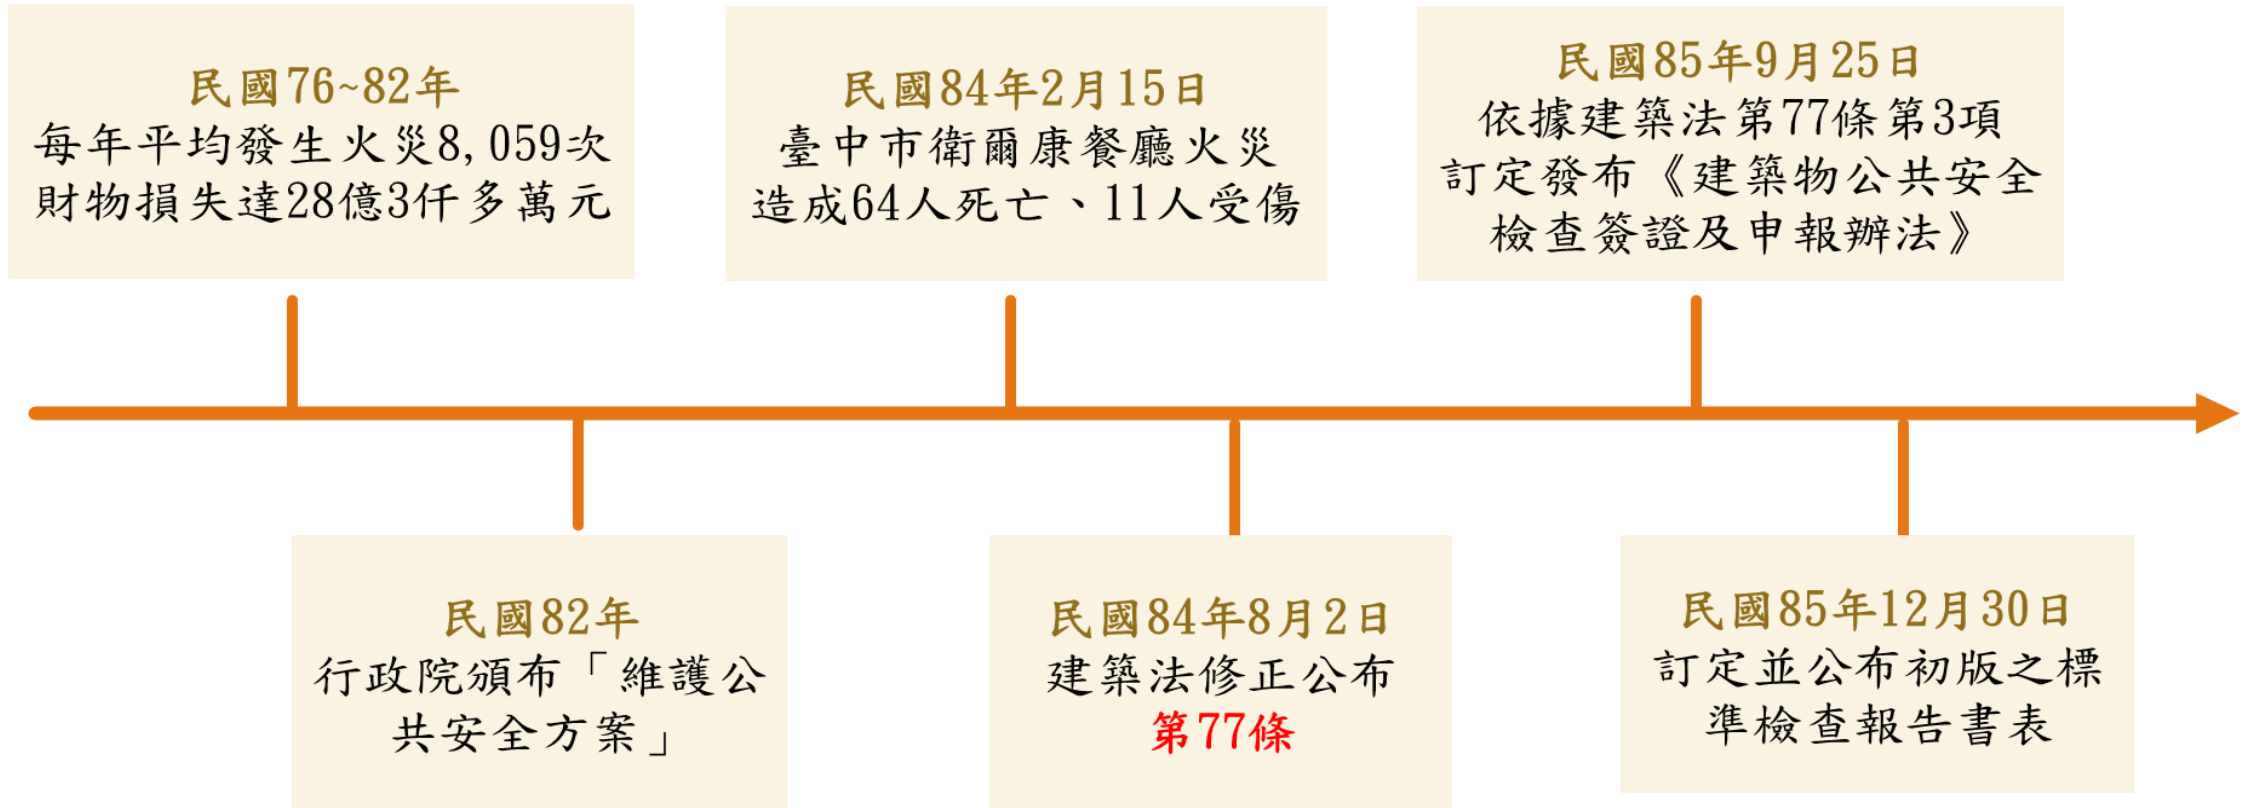 民國76~82年
每年平均發生火災8,059次
財物損失達28億3仟多萬元
民國82年
行政院頒布「維護公
共安全方案」
民國84年2月15日
臺中市衛爾康餐廳火災
造成64人死亡、11人受傷
民國84年8月2日
建築法修正公布
第77條
民國85年9月25日
依據建築法第77條第3項
訂定發布《建築物公共安全
檢查簽證及申報辦法》
民國85年12月30日
訂定並公布初版之標
準檢查報告書表